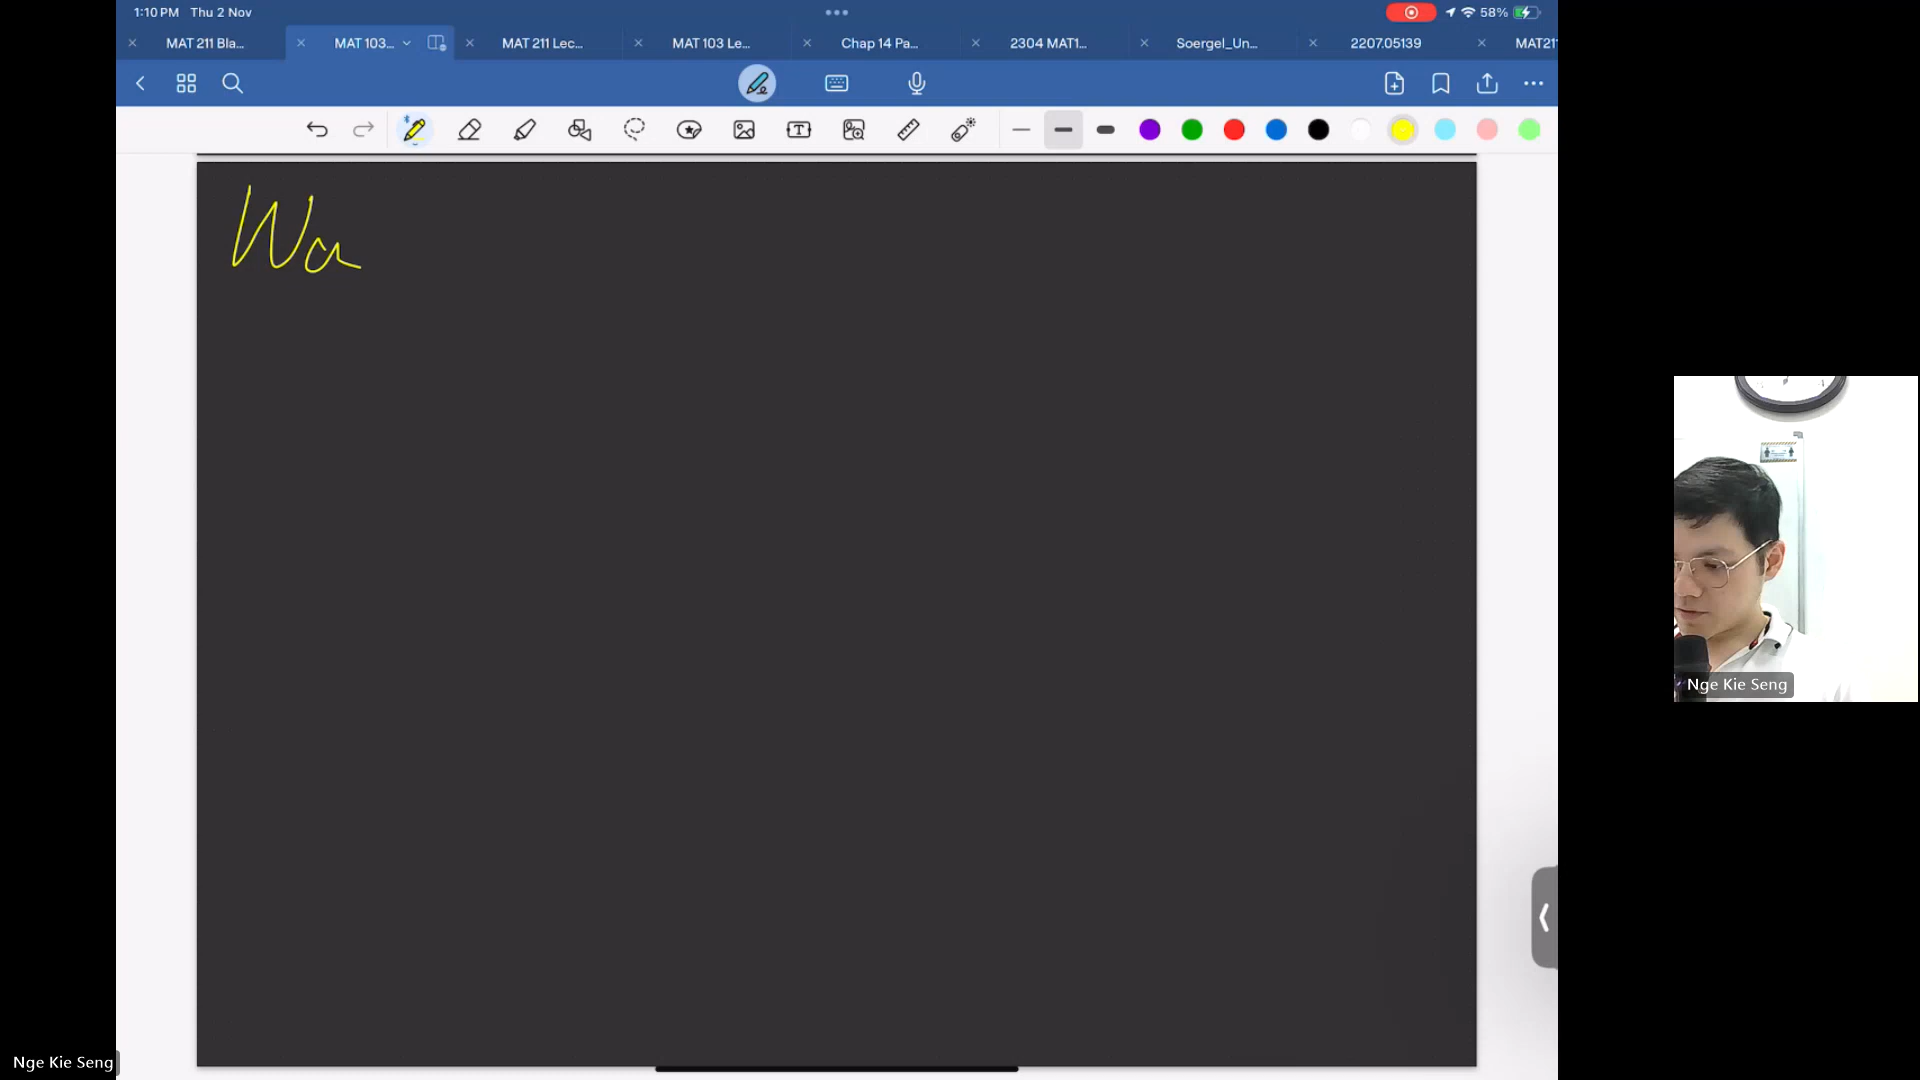 1:10 PM Thu 2 Nov
58%
MAT 211 Bla...
MAT 103...
MAT 211 Lec...
MAT 103 Le...
Chap 14 Pa...
2304 MAT1...
Soergel_Un...
2207.05139
MAT21
Wa
Nge Kie Seng
Nge Kie Seng